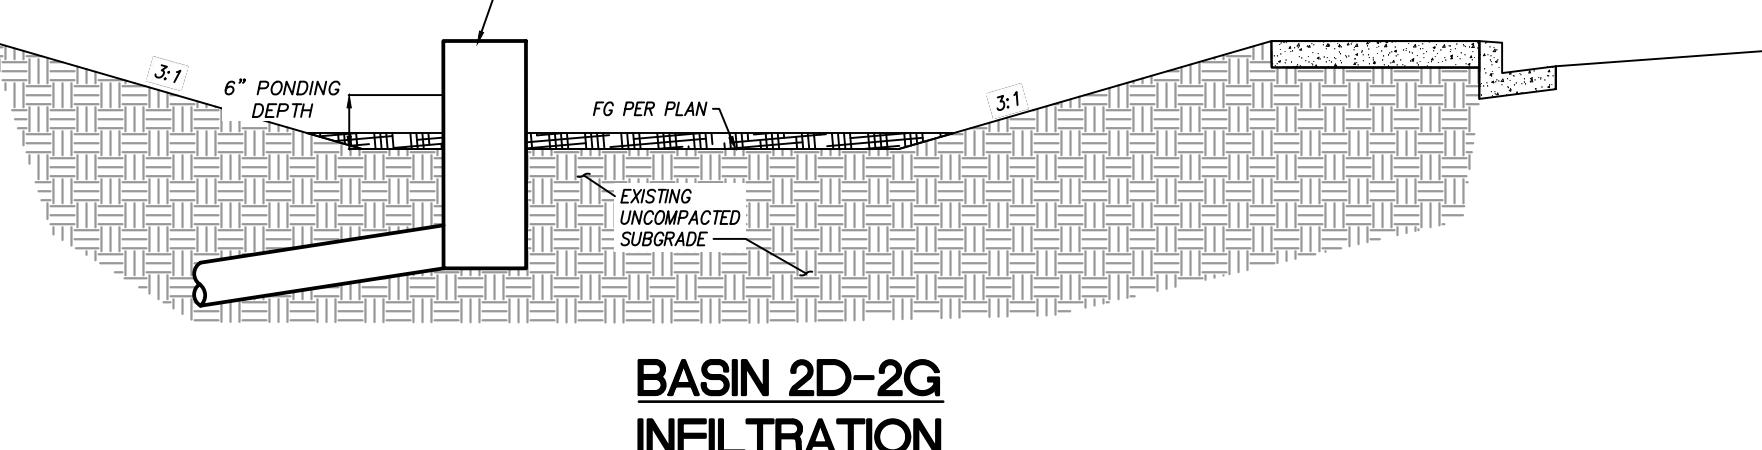 3:1
6" PONDING
DEPTH
FG PER PLAN
3:1
EXISTING
UNCOMPACTED
SUBGRADE
BASIN 2D-2G
INFILTRATION